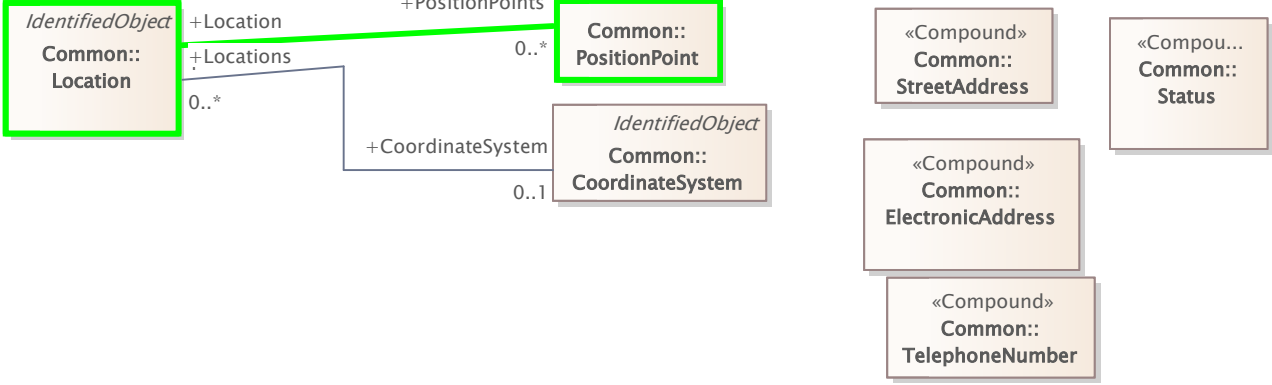 IdentifiedObject
Common::
Location
+Location
+PositionPoints
0..*
Common::
PositionPoint
+Locations
0..*
+CoordinateSystem
0..1
IdentifiedObject
Common::
CoordinateSystem
«Compound»
Common::
StreetAddress
«Compou...
Common::
Status
«Compound»
Common::
ElectronicAddress
«Compound»
Common::
TelephoneNumber